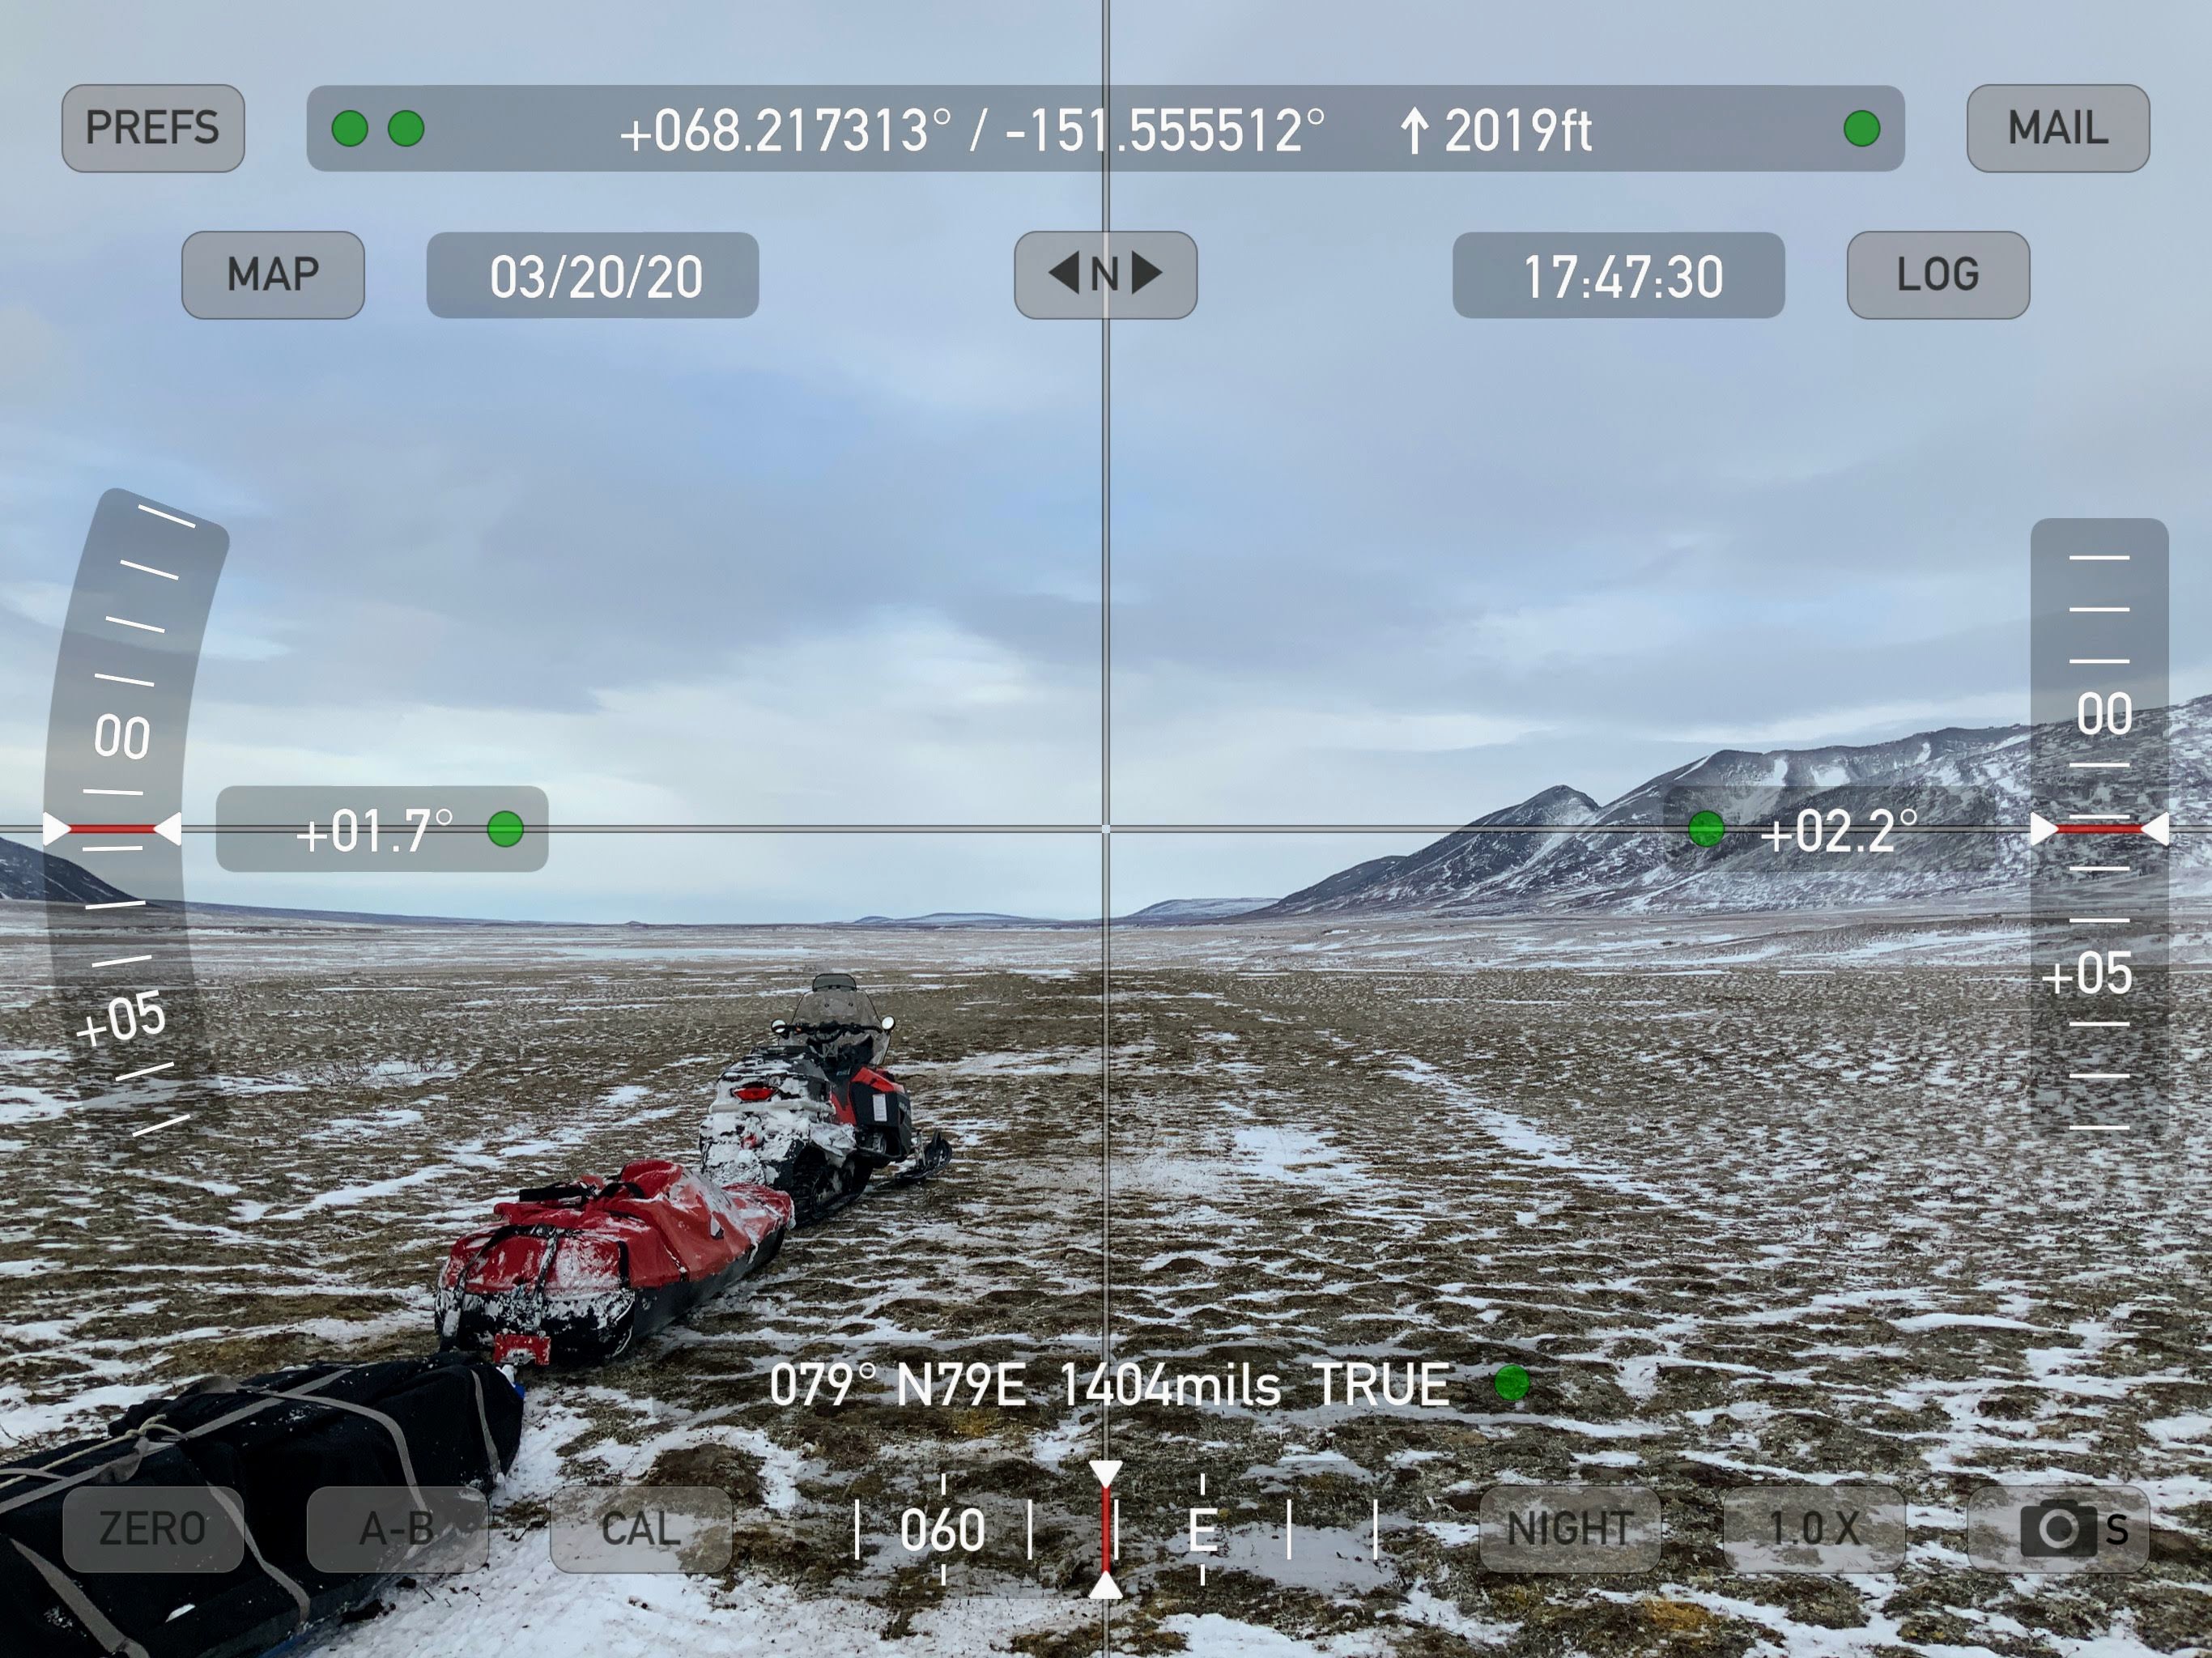 PREFS +068.217313° / -151.555512° ↑ 2019ft MAIL
MAP 03/20/20 N 17:47:30 LOG
00 00
+01.7° +02.2°
+05 +05
079° N79E 1404mils TRUE
ZERO A-B CAL 060 E NIGHT 1.0 X S